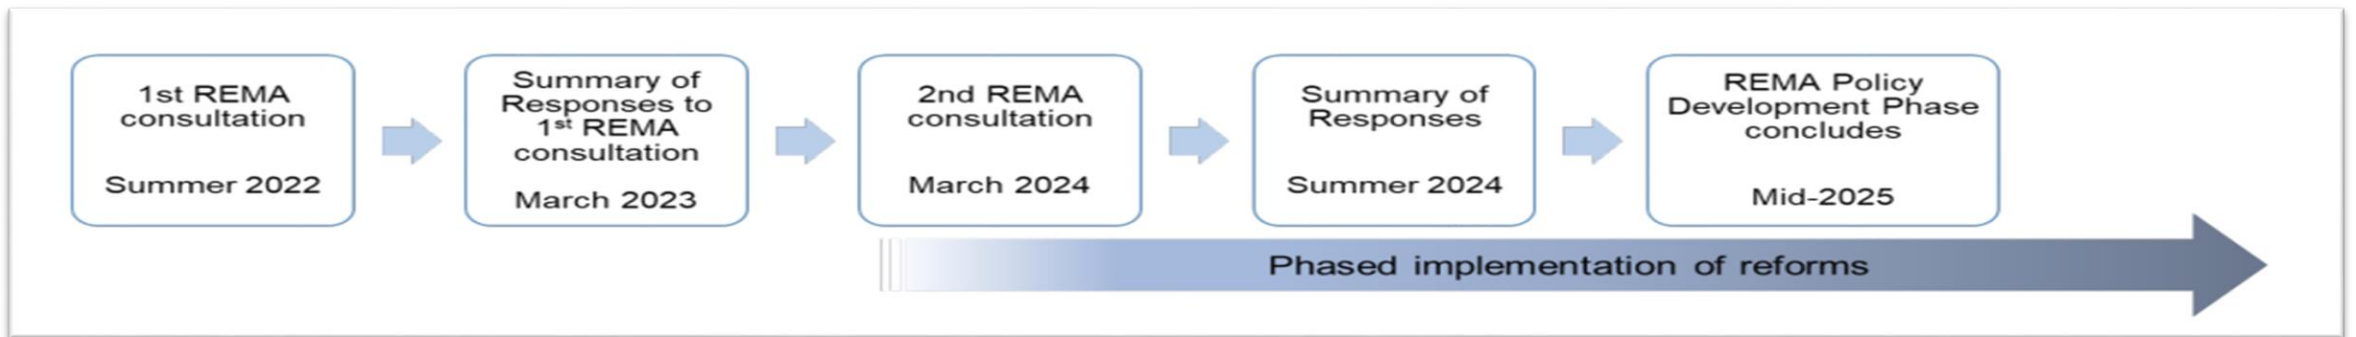 1st REMA
consultation
Summer 2022
Summary of
Responses to
1st REMA
consultation
March 2023
2nd REMA
consultation
March 2024
Summary of
Responses
Summer 2024
REMA Policy
Development Phase
concludes
Mid-2025
Phased implementation of reforms